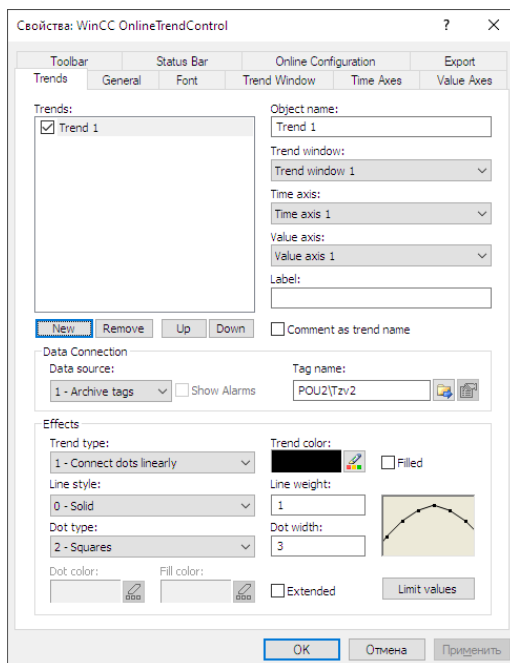 Свойства: WinCC OnlineTrendControl ? X
Toolbar Status Bar Online Configuration Export
Trends General Font Trend Window Time Axes Value Axes
Trends: Object name:
Trend 1 Trend 1
Trend window:
Trend window 1
Time axis:
Time axis 1
Value axis:
Value axis 1
Label:
New Remove Up Down Comment as trend name
Data Connection
Data source: Tag name:
1 - Archive tags Show Alarms POU2\Tzv2
Effects
Trend type: Trend color:
1 - Connect dots linearly Filled
Line style: Line weight:
0 - Solid 1
Dot type: Dot width:
2 - Squares 3
Dot color: Fill color:
Extended Limit values
OK Отмена Применить